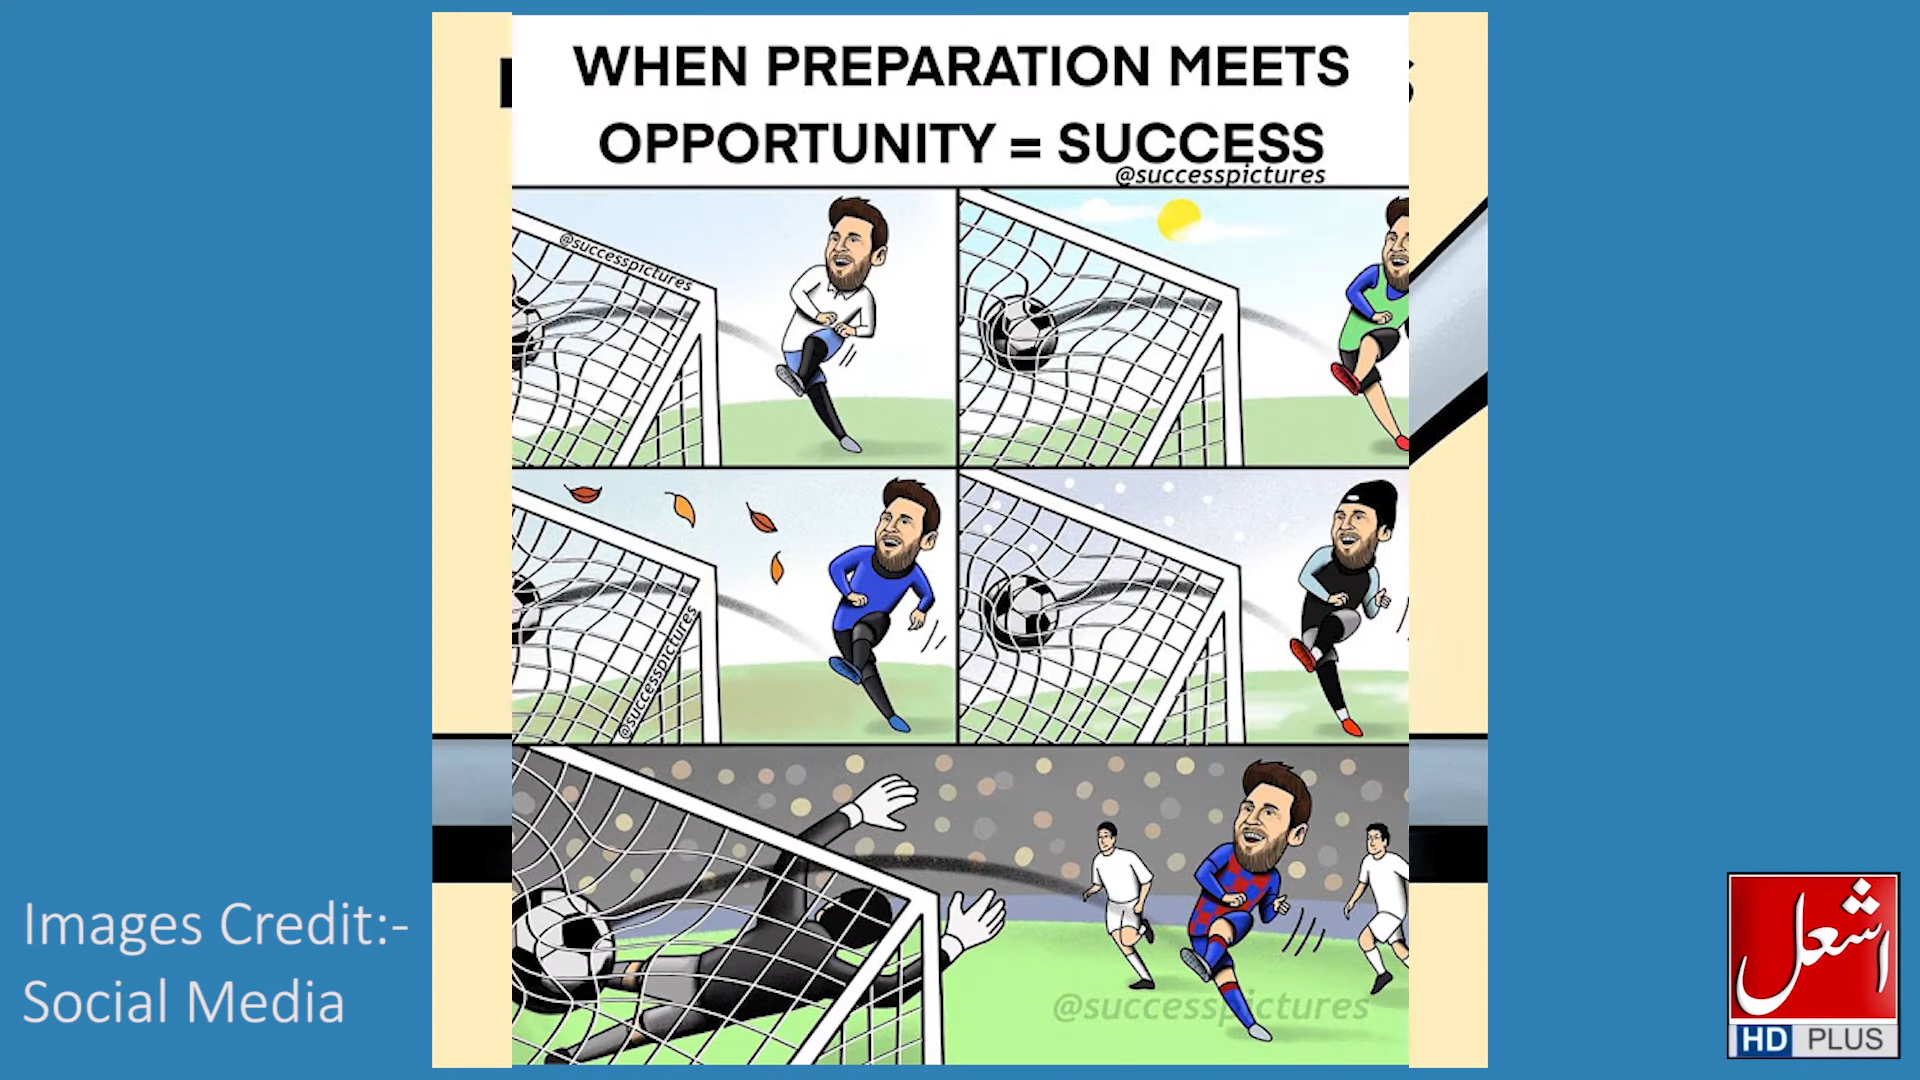 WHEN PREPARATION MEETS
OPPORTUNITY = SUCCESS
@successpictures
@successpictures
@successpictures
@successpictures
Images Credit:-
Social Media
اشعل
HD PLUS